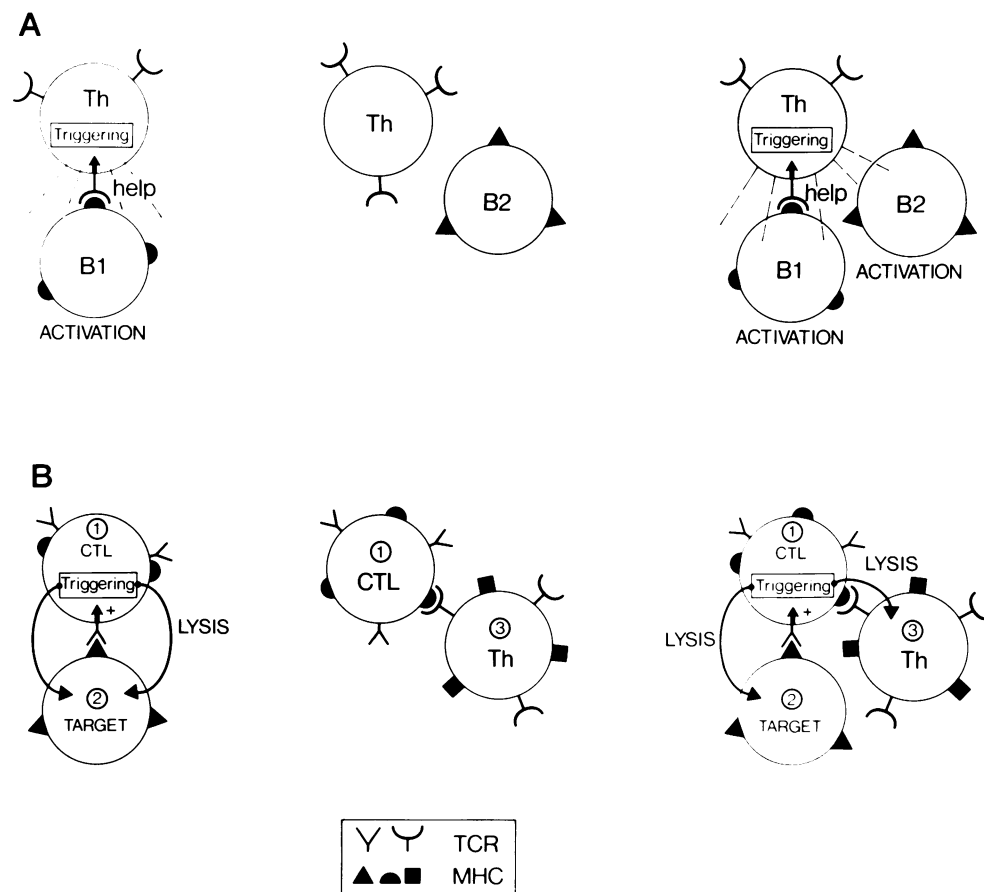 A
Th
Triggering
help
B1
ACTIVATION
Th
B2
Th
Triggering
help
B1
ACTIVATION
B2
ACTIVATION
B
1
CTL
Triggering
+
LYSIS
2
TARGET
1
CTL
3
Th
1
CTL
Triggering
LYSIS
+
LYSIS
3
Th
2
TARGET
TCR
MHC